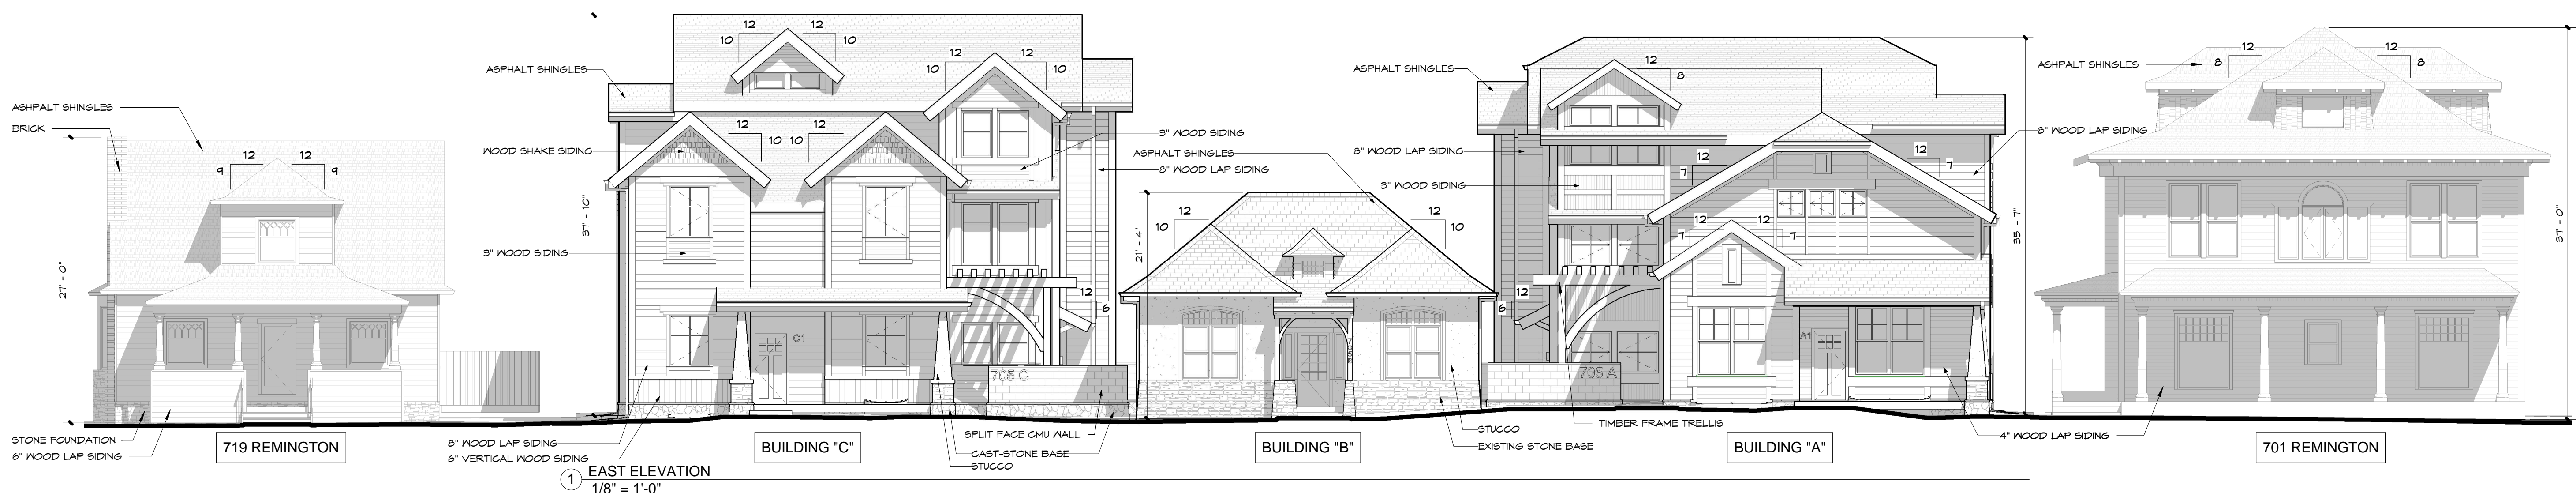 ASHPALT SHINGLES
BRICK
12 12
9 9
27' - 0"
STONE FOUNDATION
6" WOOD LAP SIDING
719 REMINGTON
37' - 10"
ASPHALT SHINGLES
12 12
10 10
12 12
10 10
12 12
10 10
WOOD SHAKE SIDING
3" WOOD SIDING
3" WOOD SIDING
8" WOOD LAP SIDING
12
6
C1
705 C
8" WOOD LAP SIDING
6" VERTICAL WOOD SIDING
BUILDING "C"
SPLIT FACE CMU WALL
CAST-STONE BASE
STUCCO
ASPHALT SHINGLES
21' - 4"
12
10
12
10
BUILDING "B"
STUCCO
EXISTING STONE BASE
ASPHALT SHINGLES
12
8
8" WOOD LAP SIDING
3" WOOD SIDING
12
7
12
7
12 12
7 7
12
6
A1
705 A
TIMBER FRAME TRELLIS
BUILDING "A"
8" WOOD LAP SIDING
35' - 7"
4" WOOD LAP SIDING
ASHPALT SHINGLES
12
8
12
8
37' - 0"
701 REMINGTON
1 EAST ELEVATION
1/8" = 1'-0"